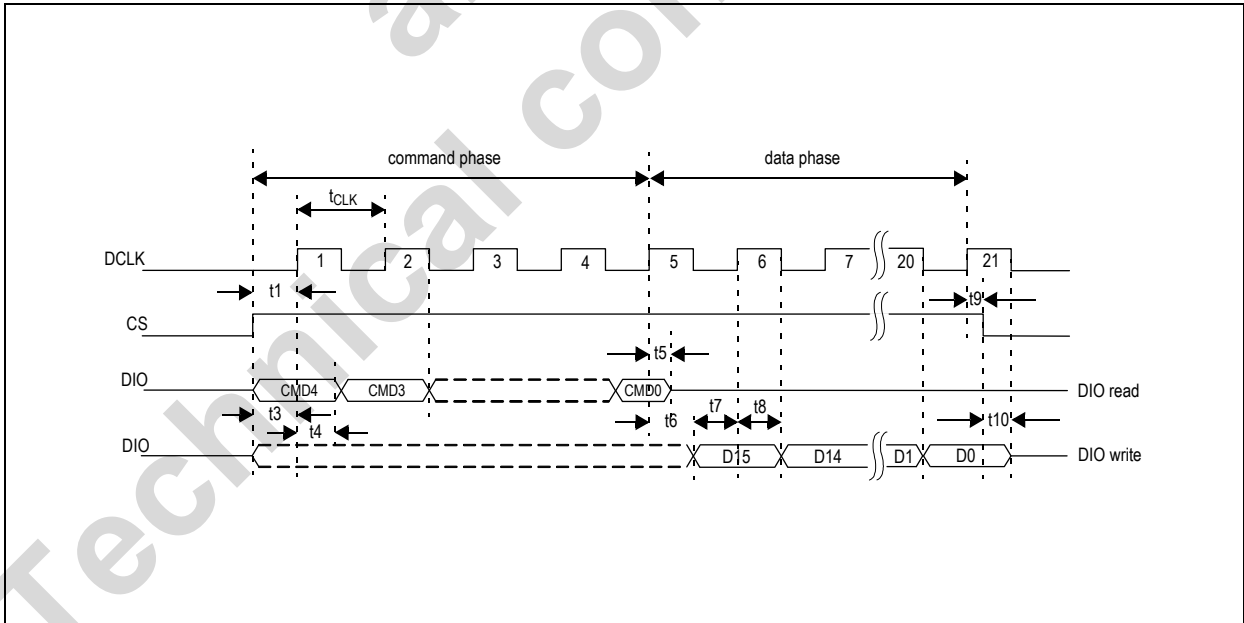 command phase
data phase
tCLK
DCLK
1 2 3 4 5 6 7 20 21
t1
t9
CS
t5
DIO
CMD4 CMD3 CMD0
DIO read
t3
t4
t6
t7
t8
t10
DIO
D15 D14 D1 D0
DIO write
Technical con
a